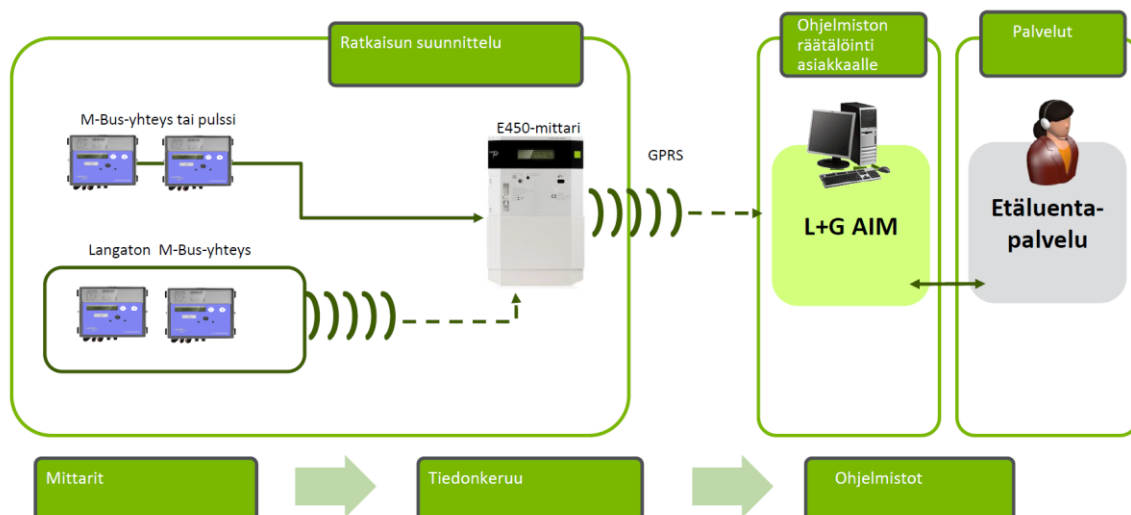 Ratkaisun suunnittelu
Ohjelmiston
räätälöinti
asiakkaalle
Palvelut
M-Bus-yhteys tai pulssi
E450-mittari
GPRS
L+G AIM
Etäluenta-
palvelu
Langaton M-Bus-yhteys
Mittarit
Tiedonkeruu
Ohjelmistot